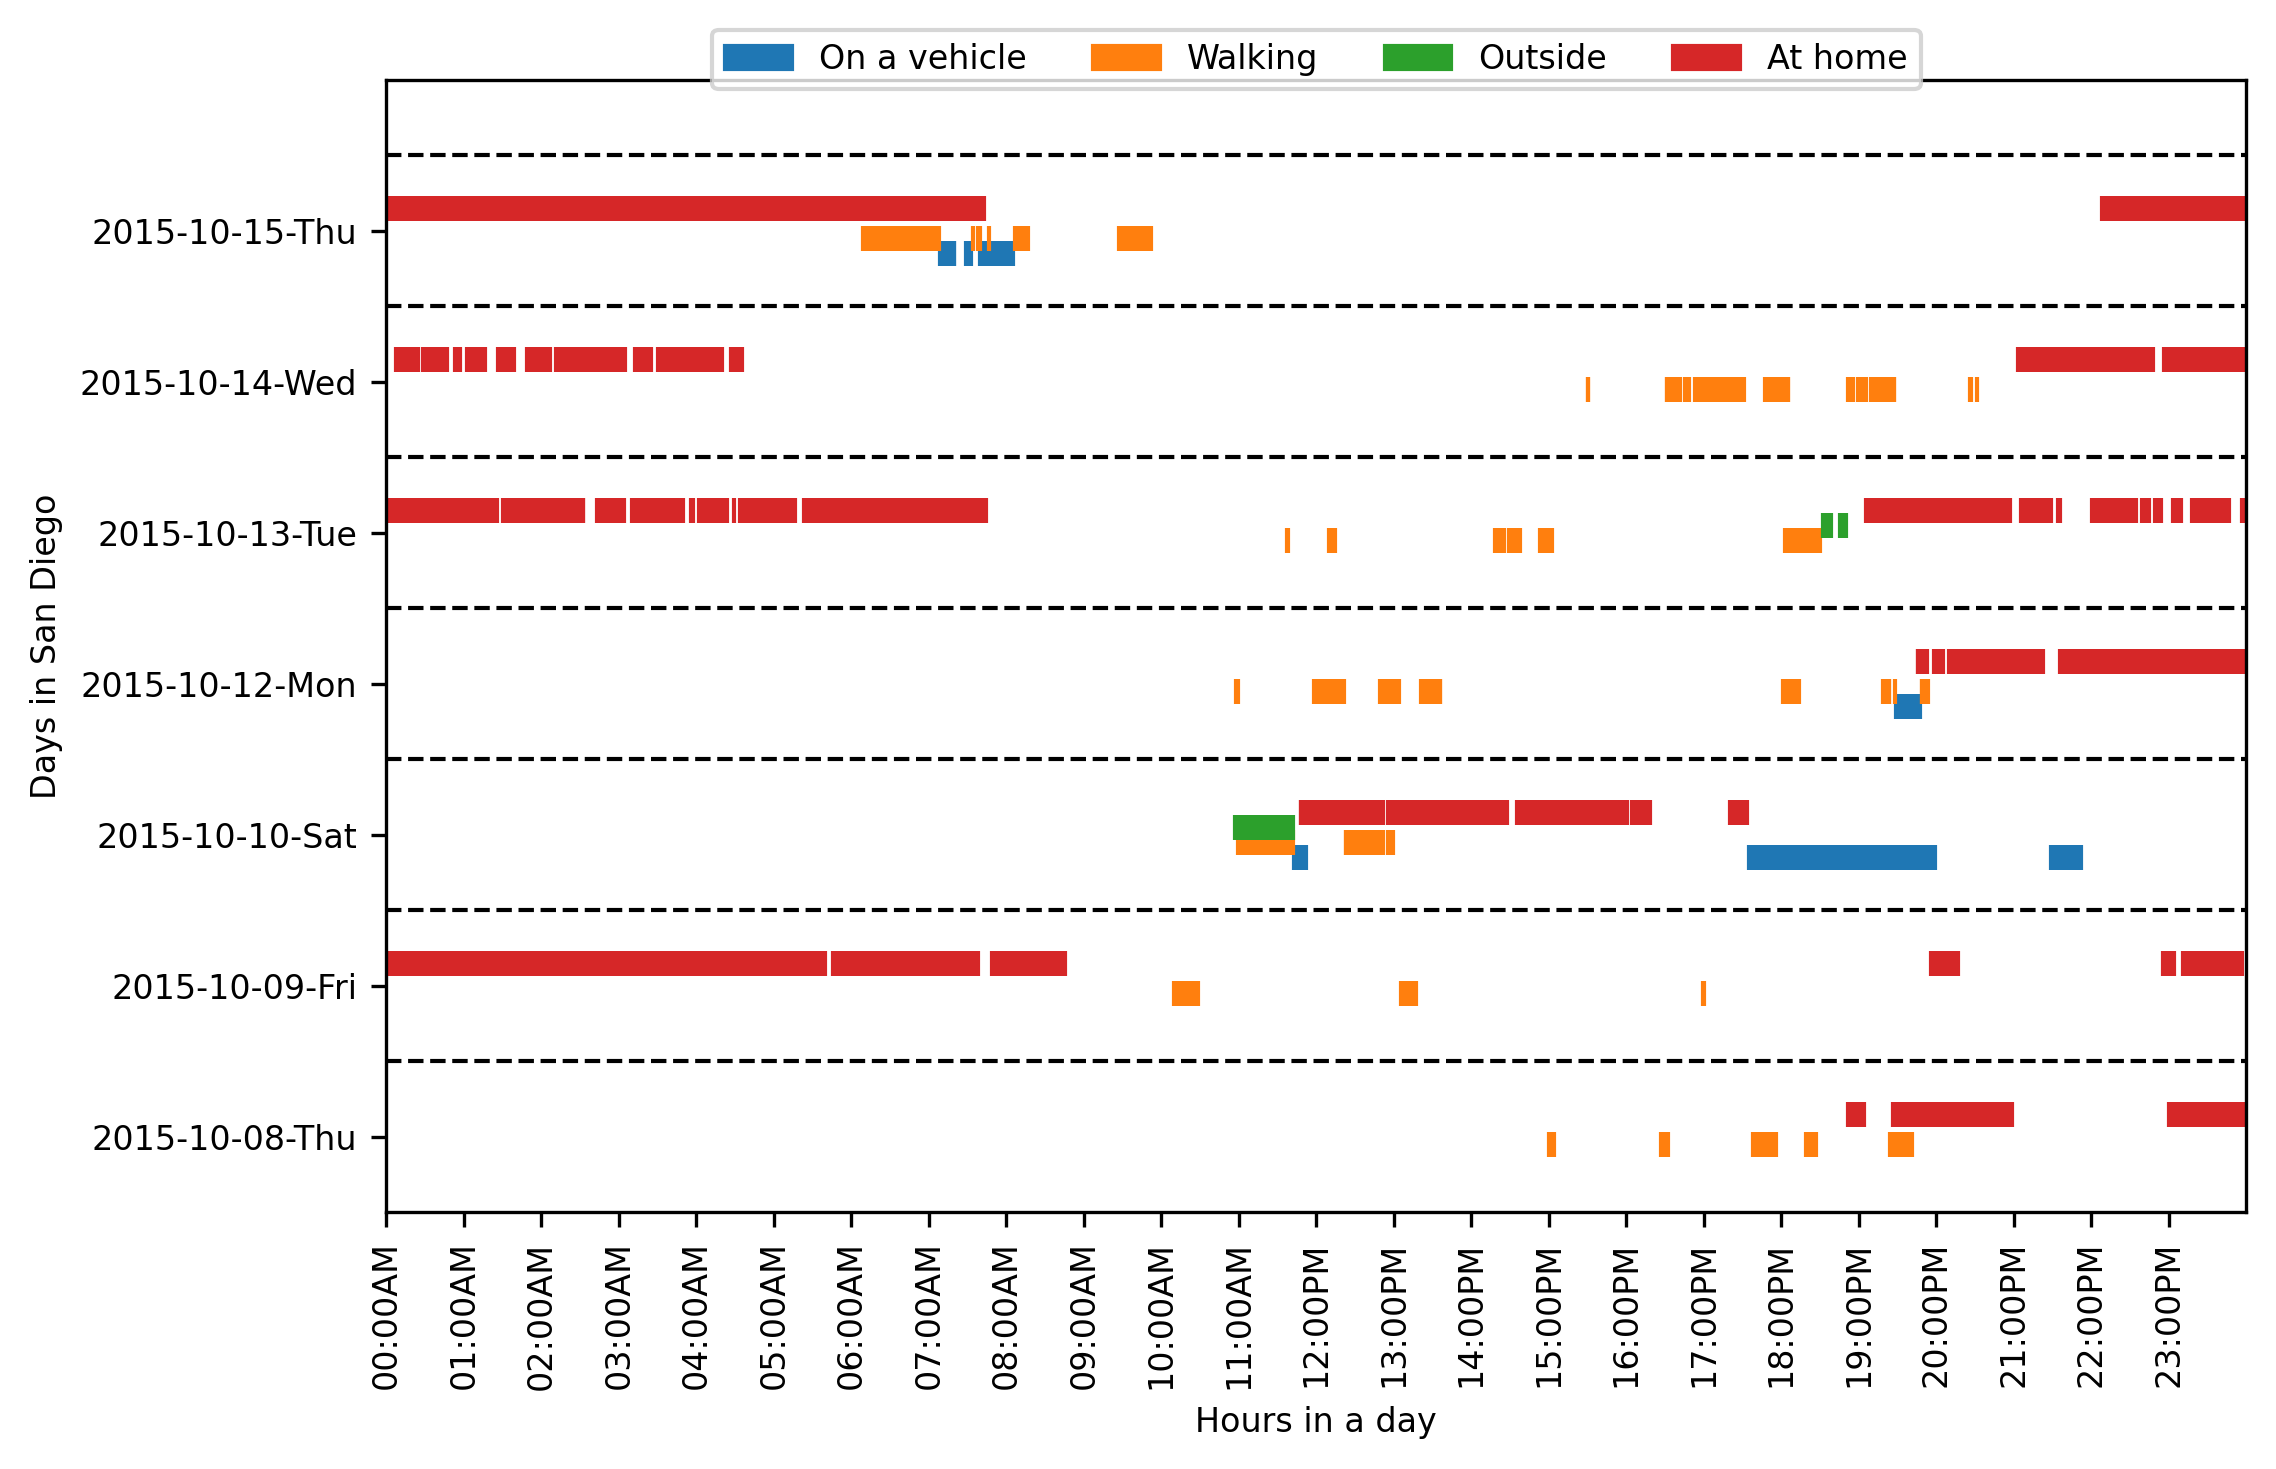 On a vehicle Walking Outside At home
2015-10-15-Thu
2015-10-14-Wed
2015-10-13-Tue
2015-10-12-Mon
2015-10-10-Sat
2015-10-09-Fri
2015-10-08-Thu
Days in San Diego
00:00AM
01:00AM
02:00AM
03:00AM
04:00AM
05:00AM
06:00AM
07:00AM
08:00AM
09:00AM
10:00AM
11:00AM
12:00PM
13:00PM
14:00PM
15:00PM
16:00PM
17:00PM
18:00PM
19:00PM
20:00PM
21:00PM
22:00PM
23:00PM
Hours in a day